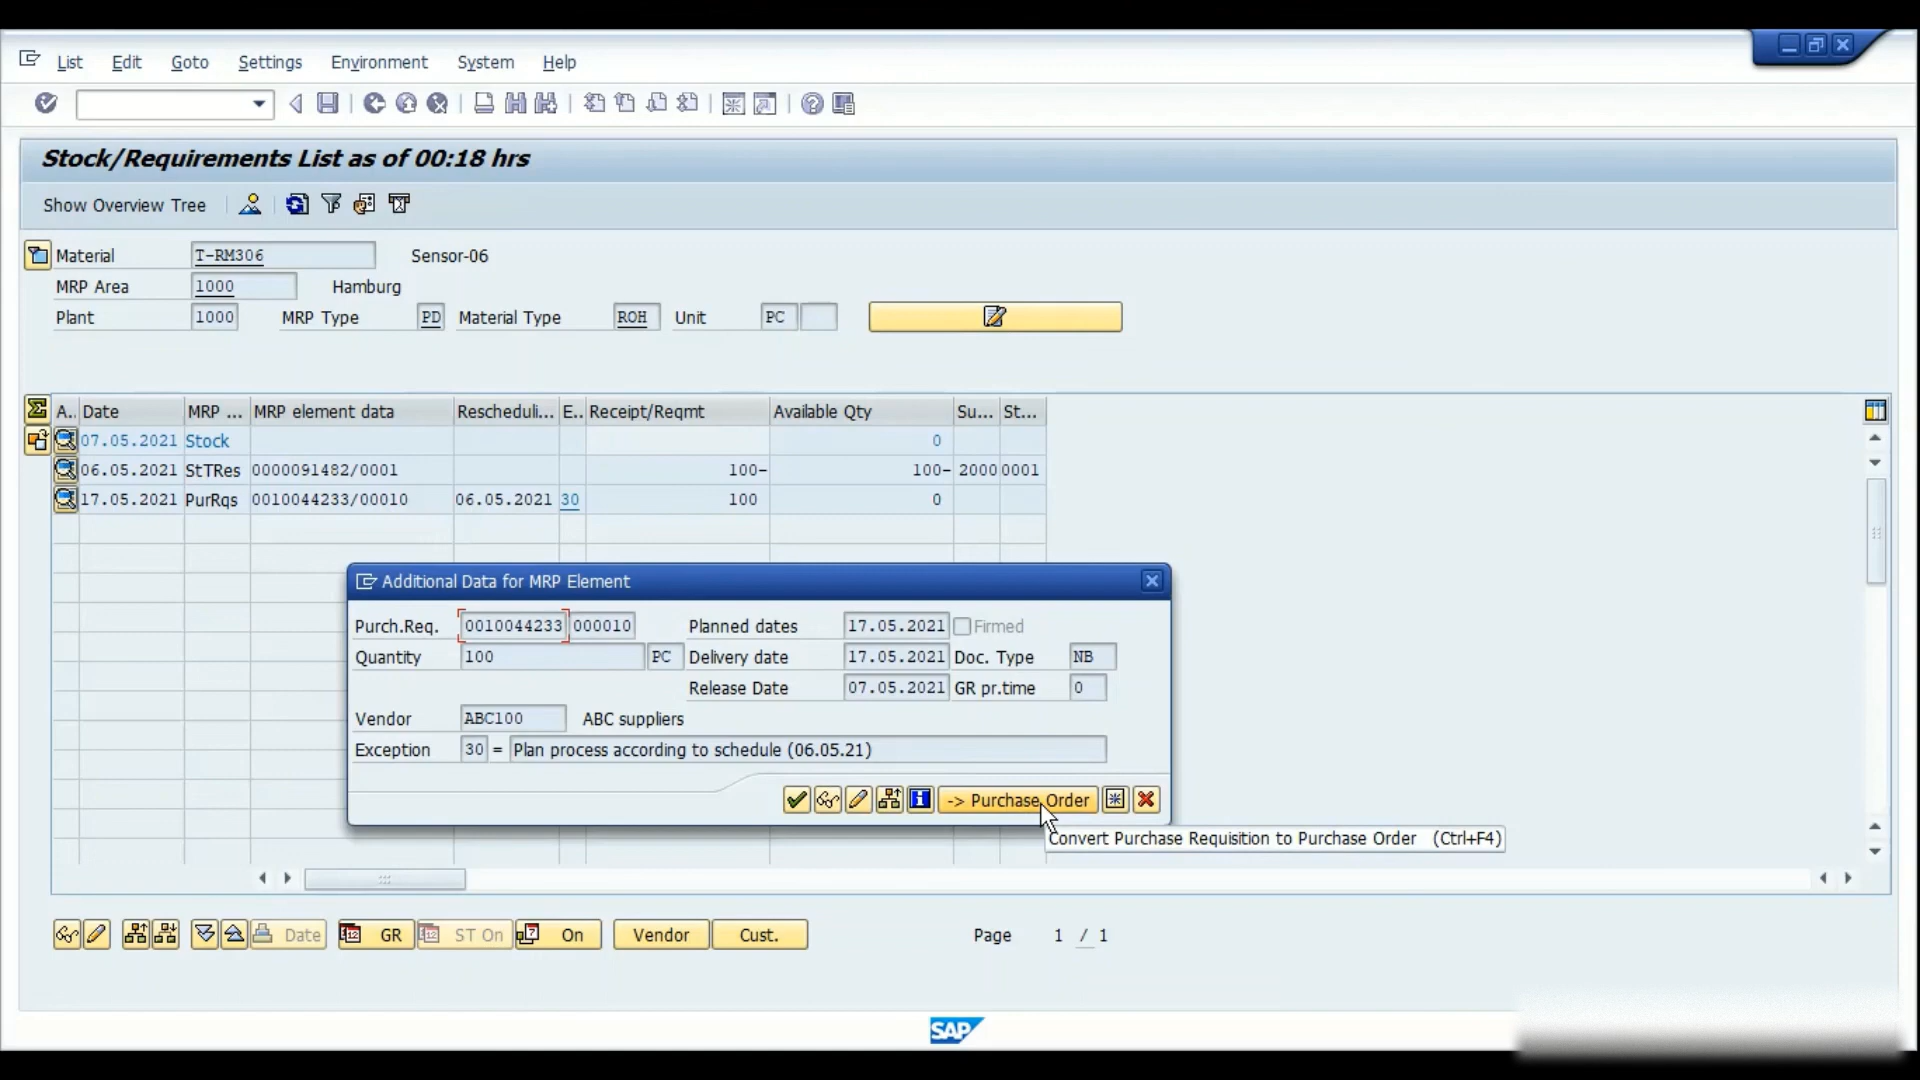 List Edit Goto Settings Environment System Help
Stock/Requirements List as of 00:18 hrs
Show Overview Tree
Material T-RM306 Sensor-06
MRP Area 1000 Hamburg
Plant 1000 MRP Type PD Material Type ROH Unit PC
A.. Date MRP ... MRP element data Rescheduli... E.. Receipt/Reqmt Available Qty Su... St...
07.05.2021 Stock 0
06.05.2021 StTRes 0000091482/0001 100- 100- 2000 0001
17.05.2021 PurRqs 0010044233/00010 06.05.2021 30 100 0
Additional Data for MRP Element
Purch.Req. 0010044233 000010 Planned dates 17.05.2021 Firmed
Quantity 100 PC Delivery date 17.05.2021 Doc. Type NB
Release Date 07.05.2021 GR pr.time 0
Vendor ABC100 ABC suppliers
Exception 30 = Plan process according to schedule (06.05.21)
-> Purchase Order
Convert Purchase Requisition to Purchase Order (Ctrl+F4)
Date GR ST On On Vendor Cust. Page 1 / 1
SAP